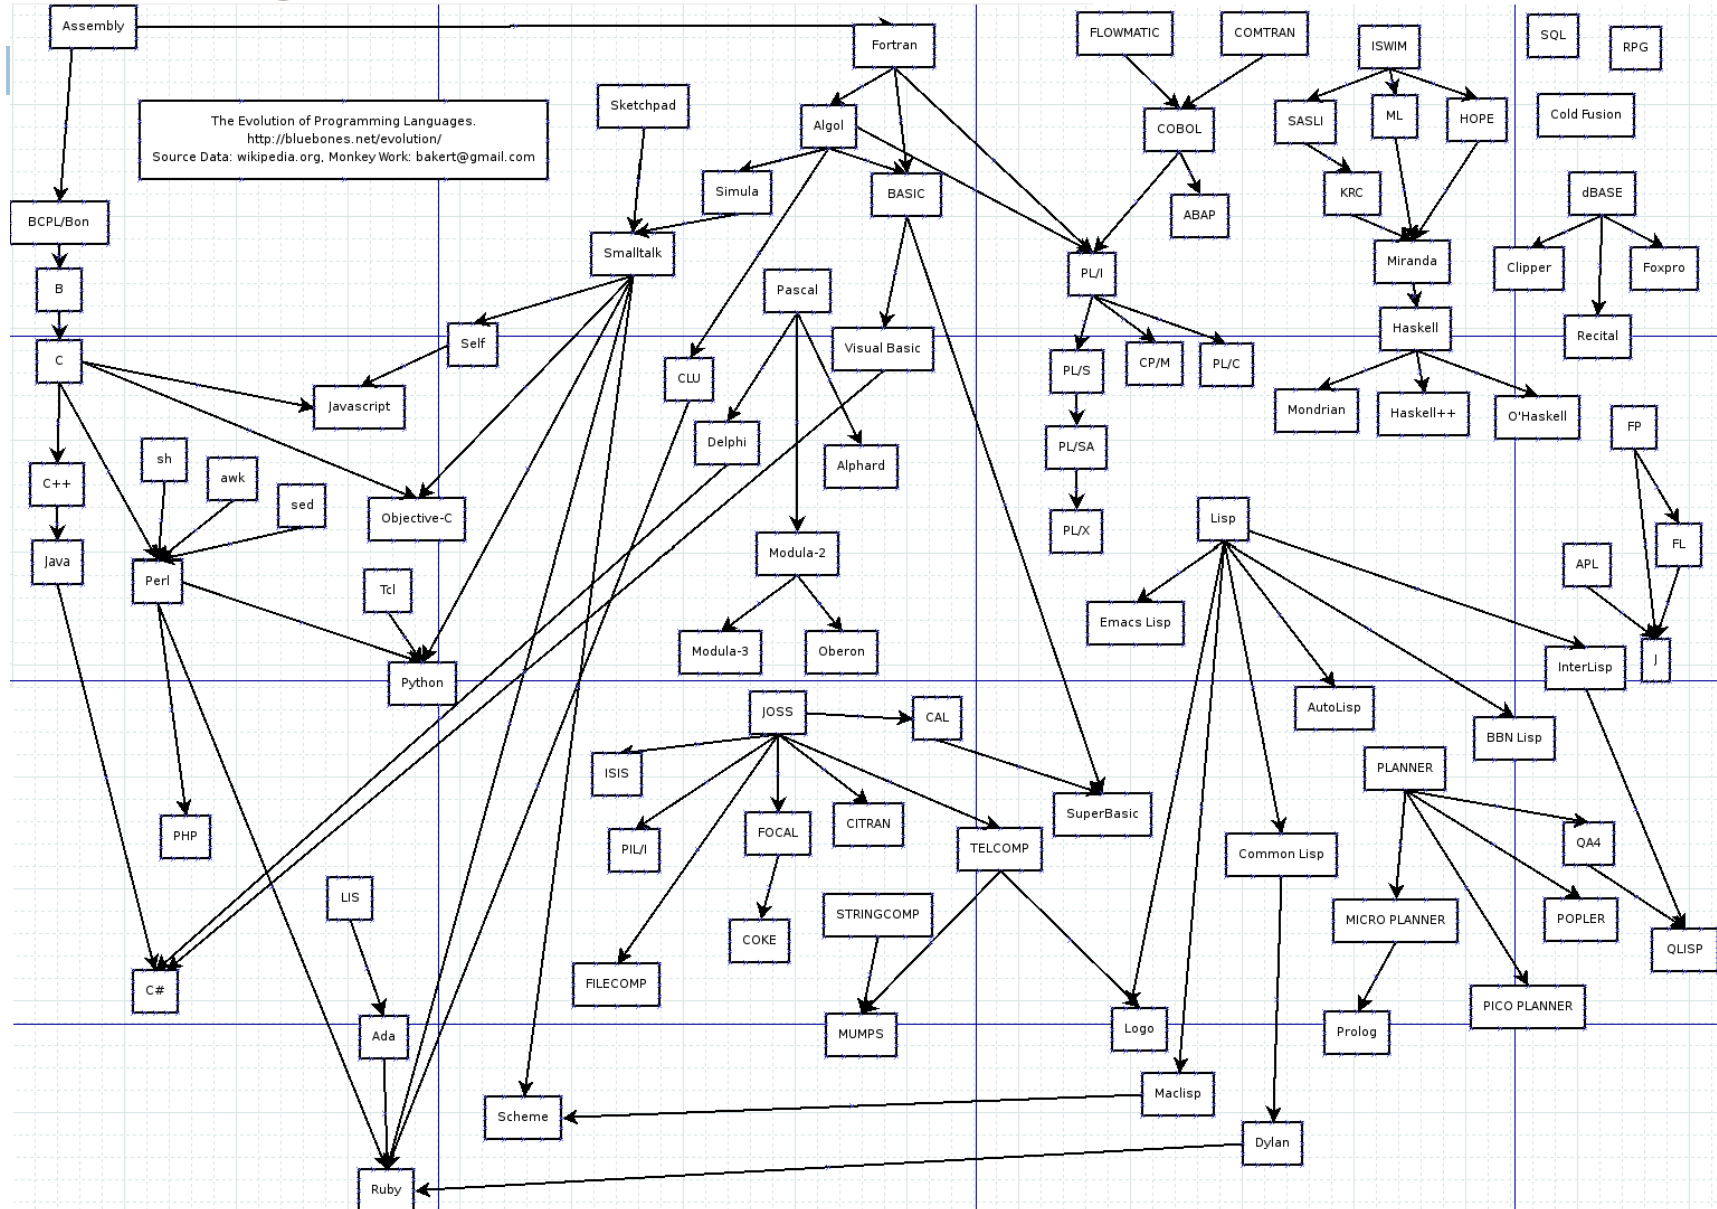 Assembly
Fortran
FLOWMATIC
COMTRAN
ISWIM
SQL
RPG
Sketchpad
The Evolution of Programming Languages.
http://bluebones.net/evolution/
Source Data: wikipedia.org, Monkey Work: bakert@gmail.com
Algol
COBOL
SASLI
ML
HOPE
Cold Fusion
Simula
BASIC
ABAP
KRC
dBASE
BCPL/Bon
Smalltalk
PL/I
Miranda
Clipper
Foxpro
B
Pascal
Haskell
Recital
C
Self
Visual Basic
CLU
PL/S
CP/M
PL/C
Javascript
Mondrian
Haskell++
O'Haskell
FP
Delphi
Alphard
PL/SA
sh
awk
C++
sed
Objective-C
Lisp
PL/X
FL
Java
Perl
Tcl
Modula-2
APL
Emacs Lisp
Modula-3
Oberon
InterLisp
J
Python
JOSS
CAL
AutoLisp
BBN Lisp
ISIS
PLANNER
PHP
PIL/I
FOCAL
CITRAN
SuperBasic
TELCOMP
Common Lisp
QA4
LIS
STRINGCOMP
COKE
MICRO PLANNER
POPLER
QLISP
C#
FILECOMP
PICO PLANNER
Ada
MUMPS
Logo
Prolog
Scheme
Maclisp
Dylan
Ruby